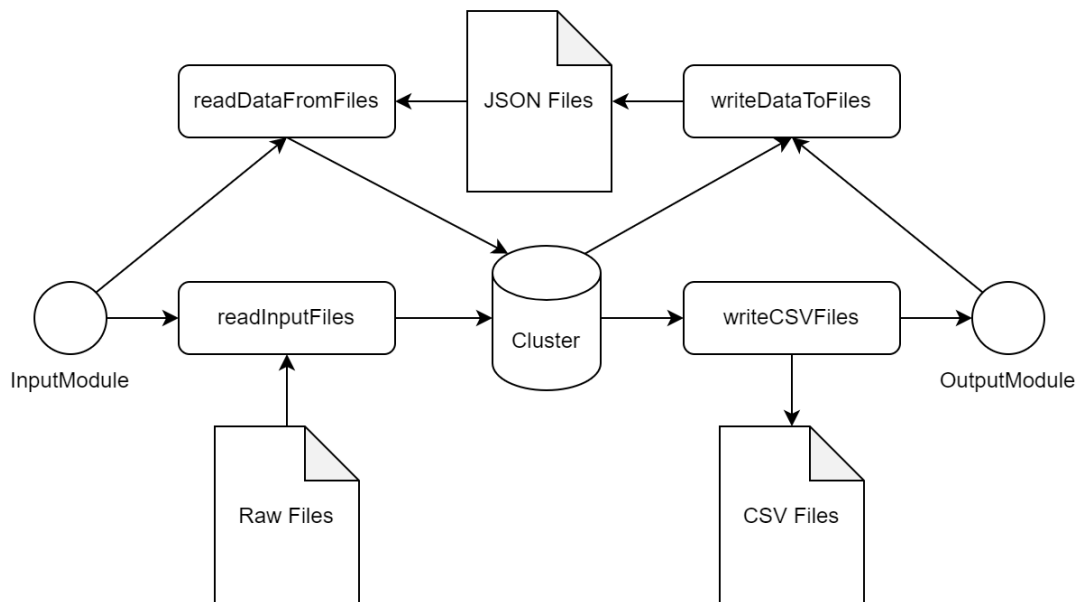 readDataFromFiles
JSON Files
writeDataToFiles
readInputFiles
Cluster
writeCSVFiles
InputModule
OutputModule
Raw Files
CSV Files